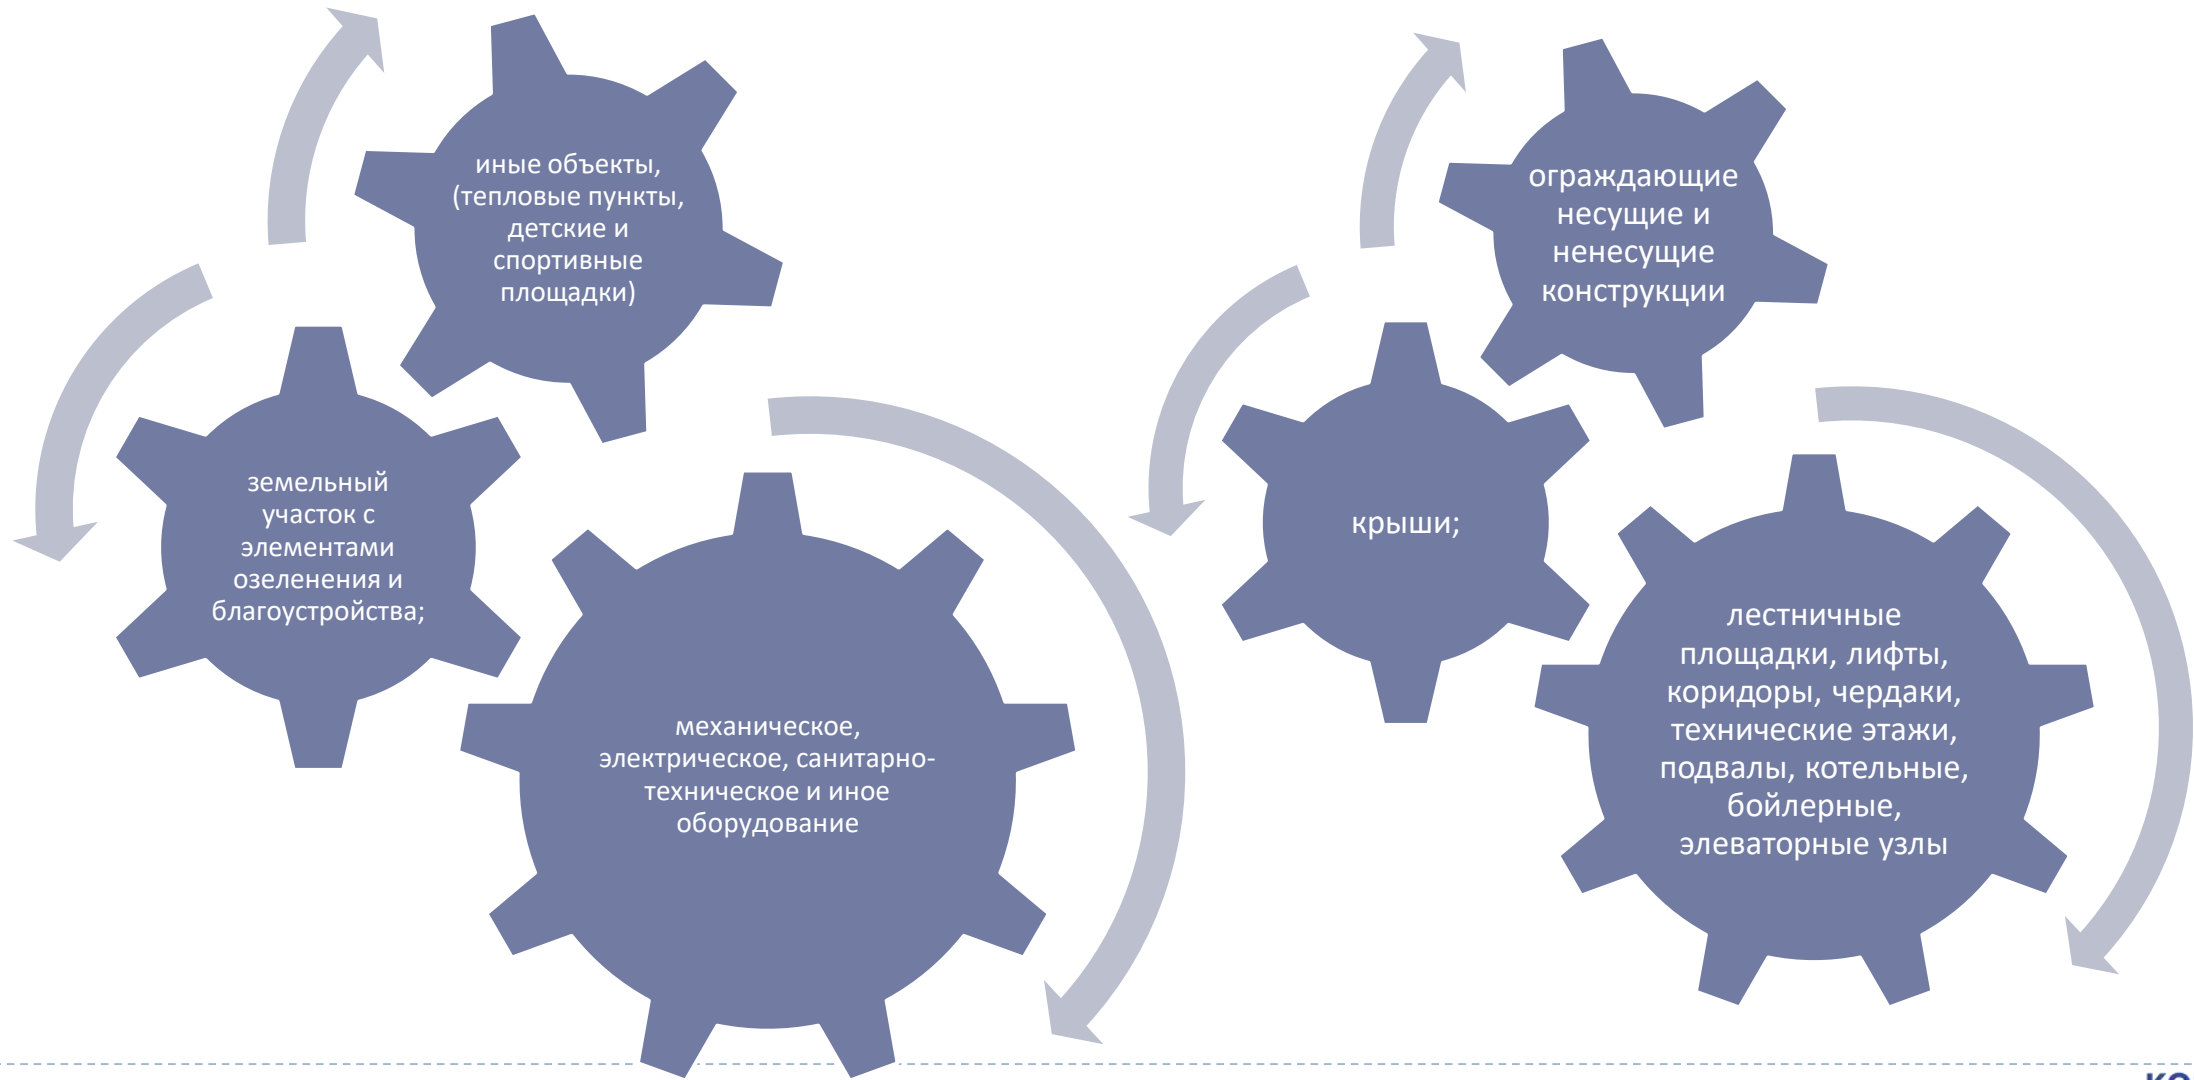 иные объекты,
(тепловые пункты,
детские и
спортивные
площадки)
земельный
участок с
элементами
озеленения и
благоустройства;
механическое,
электрическое, санитарно-
техническое и иное
оборудование
ограждающие
несущие и
ненесущие
конструкции
крыши;
лестничные
площадки, лифты,
коридоры, чердаки,
технические этажи,
подвалы, котельные,
бойлерные,
элеваторные узлы